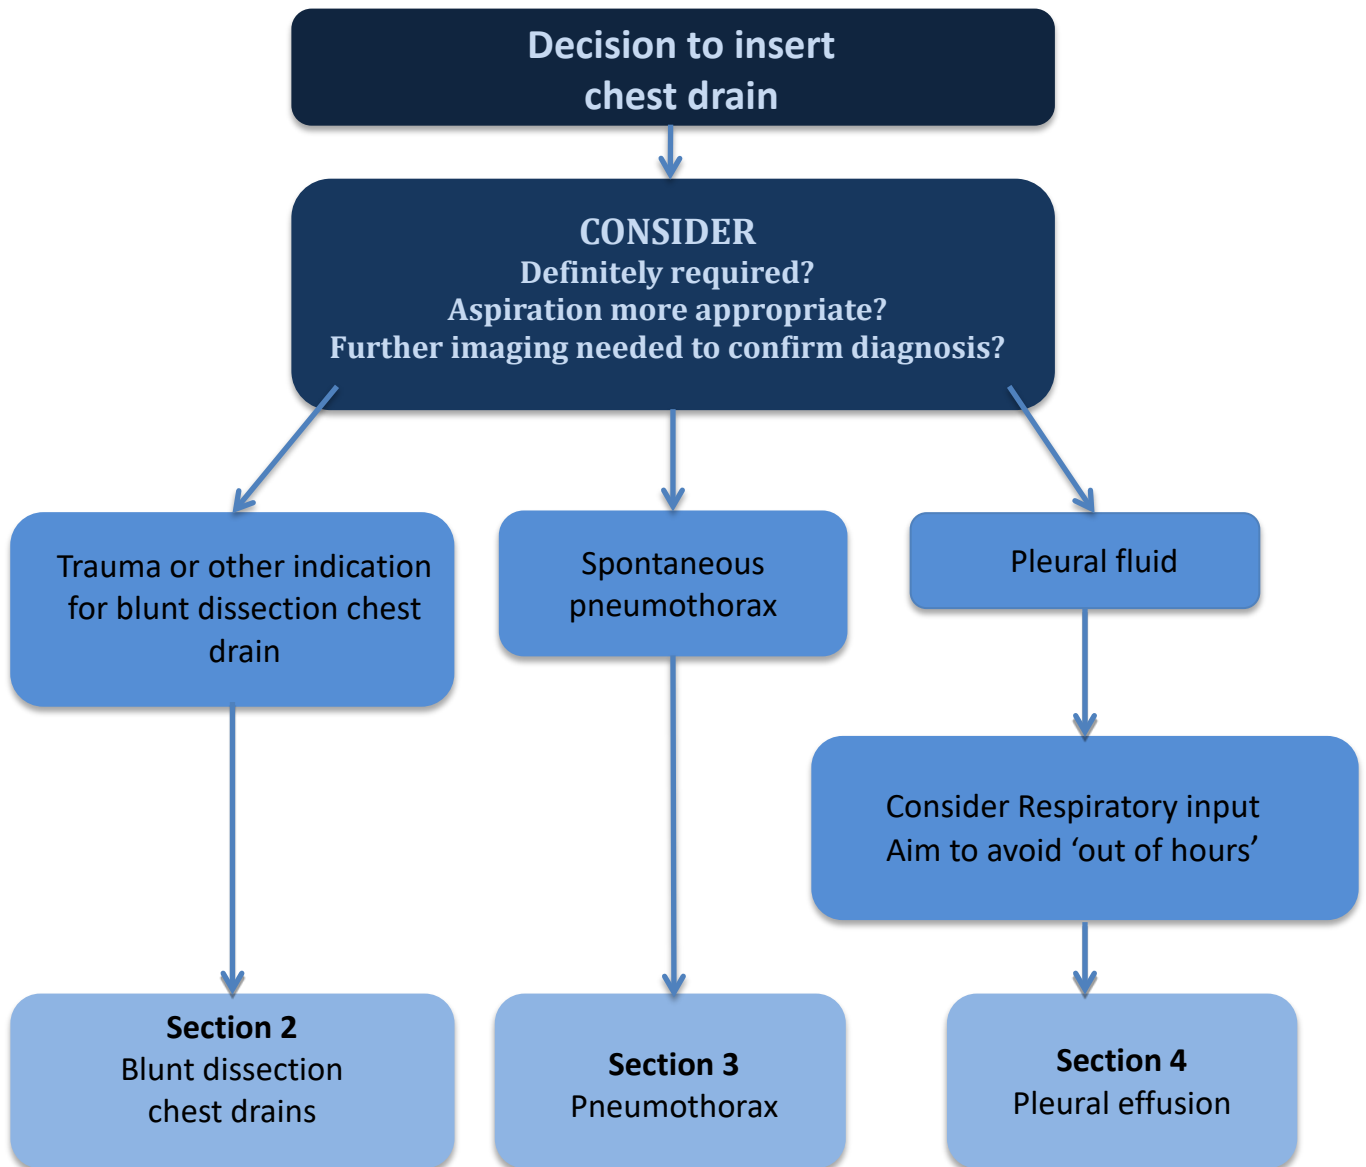 Decision to insert
chest drain
CONSIDER
Definitely required?
Aspiration more appropriate?
Further imaging needed to confirm diagnosis?
Trauma or other indication
for blunt dissection chest
drain
Spontaneous
pneumothorax
Pleural fluid
Consider Respiratory input
Aim to avoid ‘out of hours’
Section 2
Blunt dissection
chest drains
Section 3
Pneumothorax
Section 4
Pleural effusion